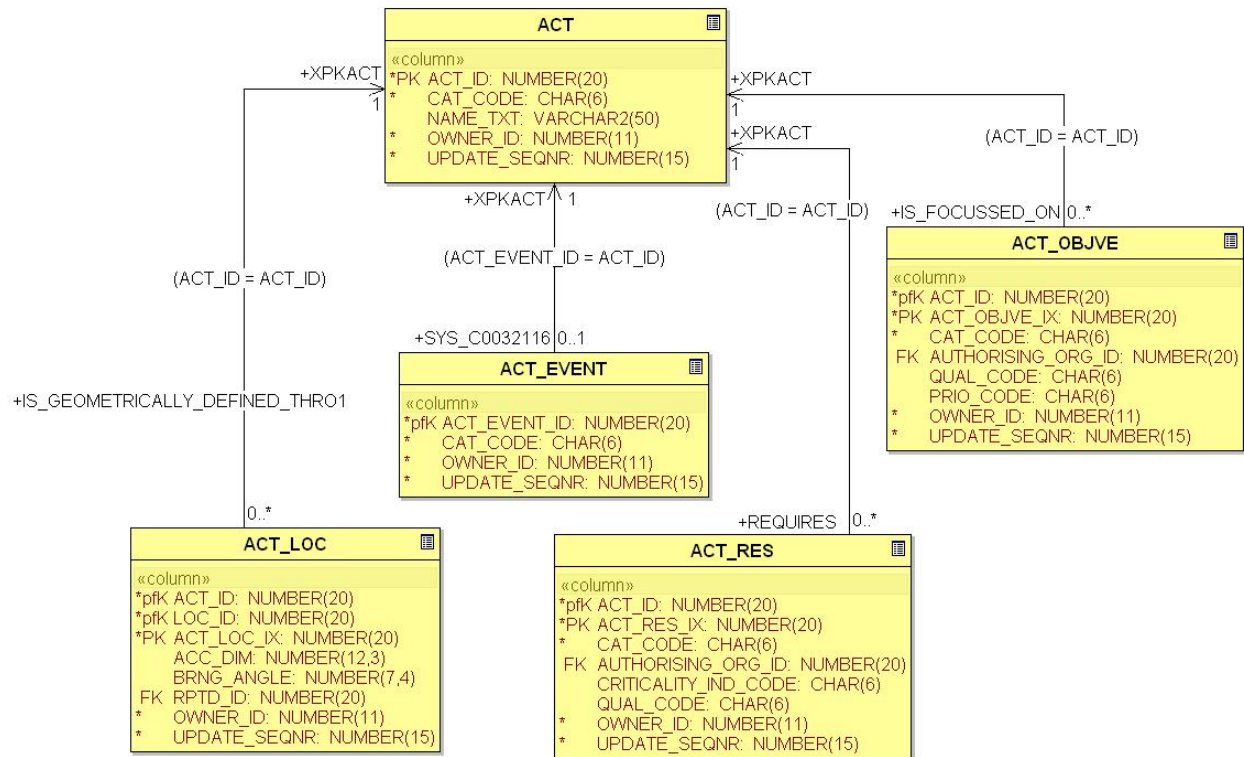 ACT
«column»
*PK ACT_ID: NUMBER(20)
* CAT_CODE: CHAR(6)
NAME_TXT: VARCHAR2(50)
* OWNER_ID: NUMBER(11)
* UPDATE_SEQNR: NUMBER(15)
+XPKACT
1
+XPKACT
1
+XPKACT
1
+XPKACT
1
(ACT_ID = ACT_ID)
(ACT_ID = ACT_ID)
(ACT_EVENT_ID = ACT_ID)
(ACT_ID = ACT_ID)
+IS_FOCUSSED_ON 0..*
ACT_OBJVE
«column»
*pfK ACT_ID: NUMBER(20)
*PK ACT_OBJVE_IX: NUMBER(20)
* CAT_CODE: CHAR(6)
FK AUTHORISING_ORG_ID: NUMBER(20)
QUAL_CODE: CHAR(6)
PRIO_CODE: CHAR(6)
* OWNER_ID: NUMBER(11)
* UPDATE_SEQNR: NUMBER(15)
+SYS_C0032116 0..1
ACT_EVENT
«column»
*pfK ACT_EVENT_ID: NUMBER(20)
* CAT_CODE: CHAR(6)
* OWNER_ID: NUMBER(11)
* UPDATE_SEQNR: NUMBER(15)
+IS_GEOMETRICALLY_DEFINED_THRO1
0..*
ACT_LOC
«column»
*pfK ACT_ID: NUMBER(20)
*pfK LOC_ID: NUMBER(20)
*PK ACT_LOC_IX: NUMBER(20)
ACC_DIM: NUMBER(12,3)
BRNG_ANGLE: NUMBER(7,4)
FK RPTD_ID: NUMBER(20)
* OWNER_ID: NUMBER(11)
* UPDATE_SEQNR: NUMBER(15)
+REQUIRES 0..*
ACT_RES
«column»
*pfK ACT_ID: NUMBER(20)
*PK ACT_RES_IX: NUMBER(20)
* CAT_CODE: CHAR(6)
FK AUTHORISING_ORG_ID: NUMBER(20)
CRITICALITY_IND_CODE: CHAR(6)
QUAL_CODE: CHAR(6)
* OWNER_ID: NUMBER(11)
* UPDATE_SEQNR: NUMBER(15)